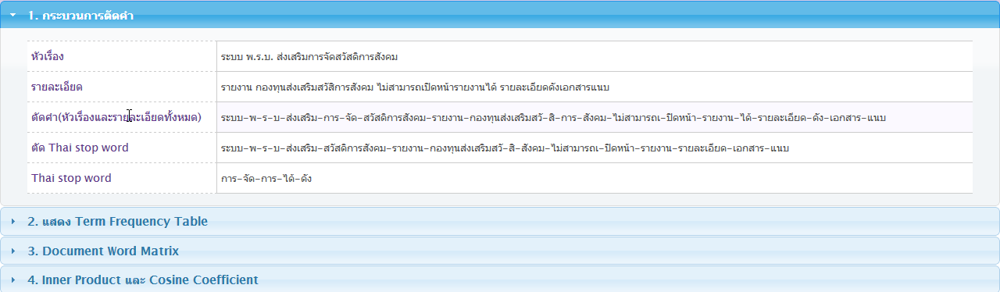 1. กระบวนการตัดคำ
หัวเรื่อง ระบบ พ.ร.บ. ส่งเสริมการจัดสวัสดิการสังคม
รายละเอียด รายงาน กองทุนส่งเสริมสวัสิการสังคม ไม่สามารถเปิดหน้ารายงานได้ รายละเอียดดังเอกสารแนบ
ตัดคำ(หัวเรื่องและรายละเอียดทั้งหมด) ระบบ-พ-ร-บ-ส่งเสริม-การ-จัด-สวัสดิการสังคม-รายงาน-กองทุนส่งเสริมสวั-สิ-การ-สังคม-ไม่สามารถเ-ปิดหน้า-รายงาน-ได้-รายละเอียด-ดัง-เอกสาร-แนบ
ตัด Thai stop word ระบบ-พ-ร-บ-ส่งเสริม-สวัสดิการสังคม-รายงาน-กองทุนส่งเสริมสวั-สิ-สังคม-ไม่สามารถเ-ปิดหน้า-รายงาน-รายละเอียด-เอกสาร-แนบ
Thai stop word การ-จัด-การ-ได้-ดัง
2. แสดง Term Frequency Table
3. Document Word Matrix
4. Inner Product และ Cosine Coefficient